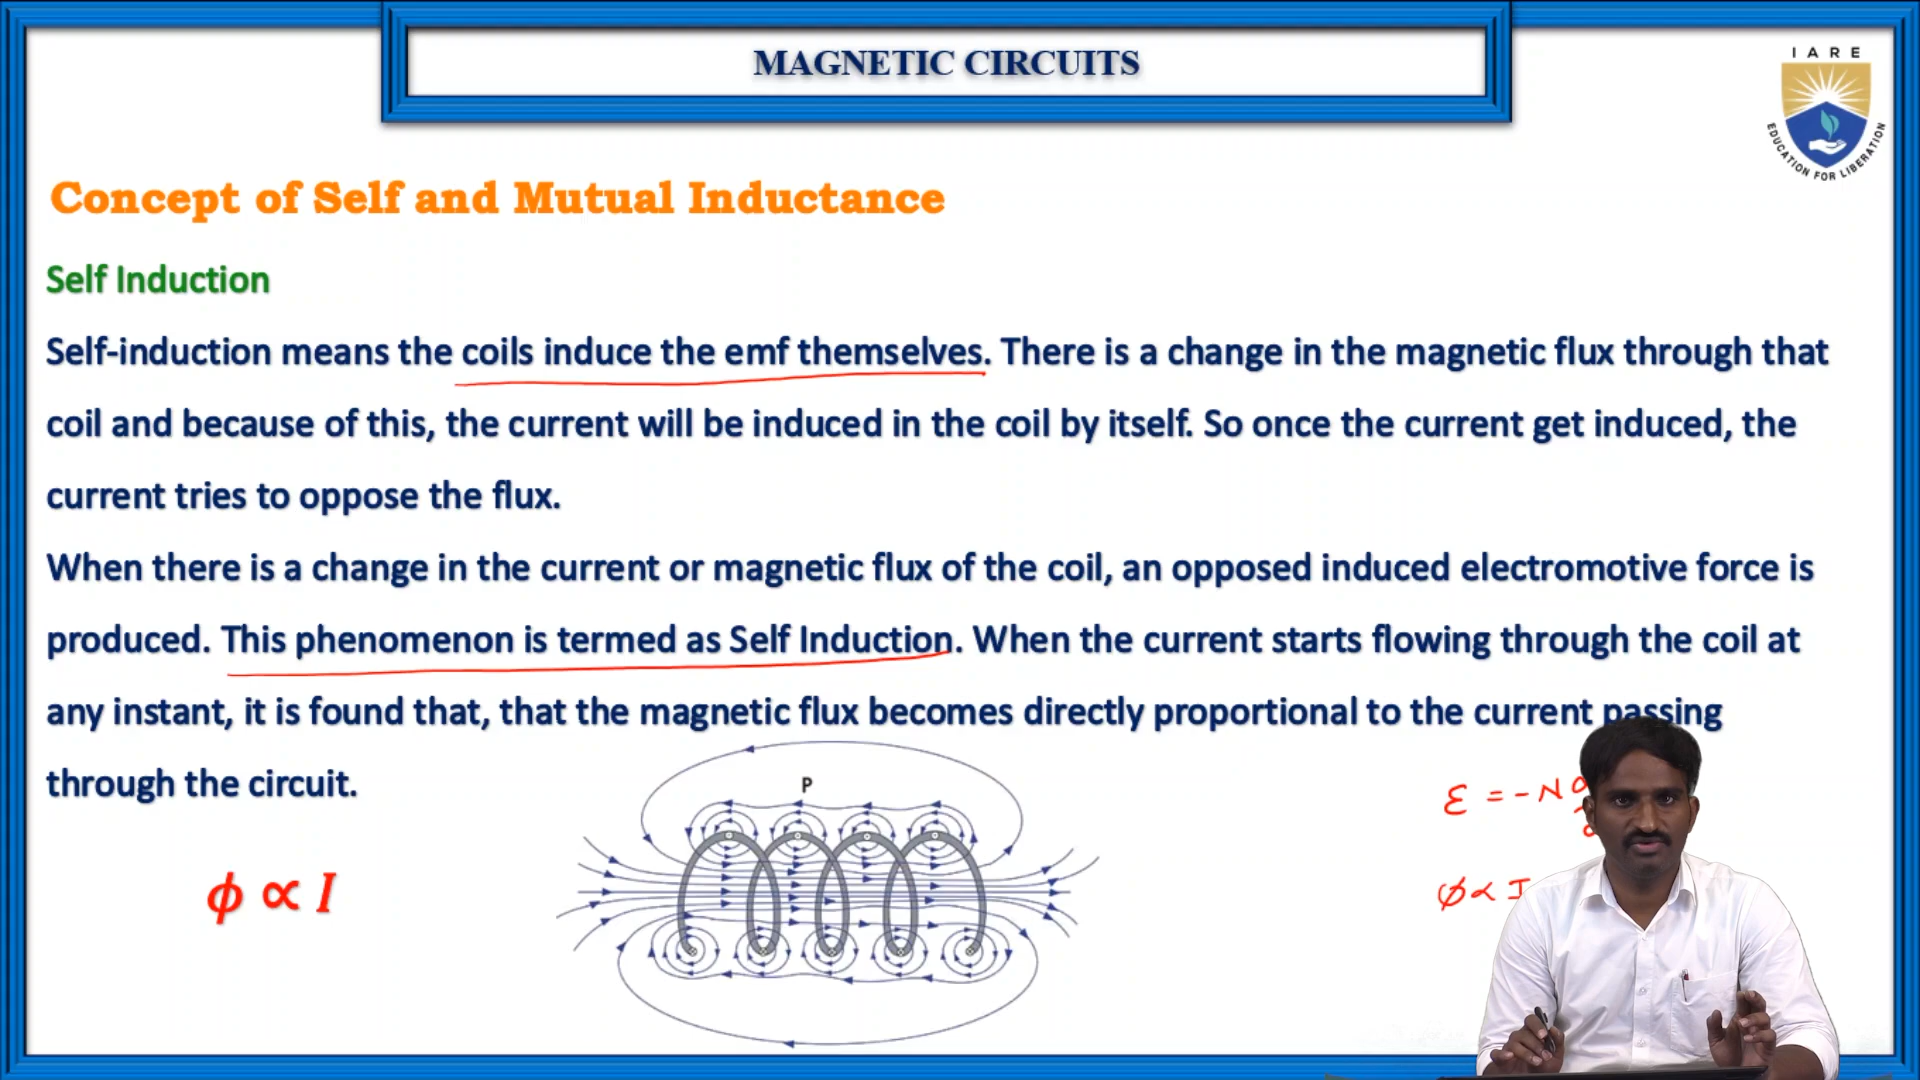 MAGNETIC CIRCUITS
I A R E
EDUCATION FOR LIBERATION
Concept of Self and Mutual Inductance
Self Induction
Self-induction means the coils induce the emf themselves. There is a change in the magnetic flux through that
coil and because of this, the current will be induced in the coil by itself. So once the current get induced, the
current tries to oppose the flux.
When there is a change in the current or magnetic flux of the coil, an opposed induced electromotive force is
produced. This phenomenon is termed as Self Induction. When the current starts flowing through the coil at
any instant, it is found that, that the magnetic flux becomes directly proportional to the current passing
through the circuit.
P
ε = - N
ϕ ∝ I
ϕ ∝ I